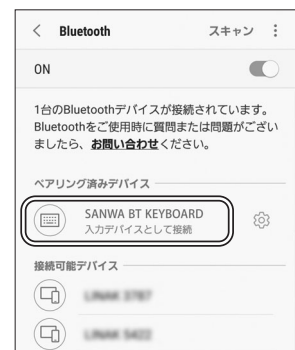 Bluetooth スキャン
ON
1台のBluetoothデバイスが接続されています。
Bluetoothをご使用時に質問または問題がござい
ましたら、お問い合わせください。
ペアリング済みデバイス
SANWA BT KEYBOARD
入力デバイスとして接続
接続可能デバイス